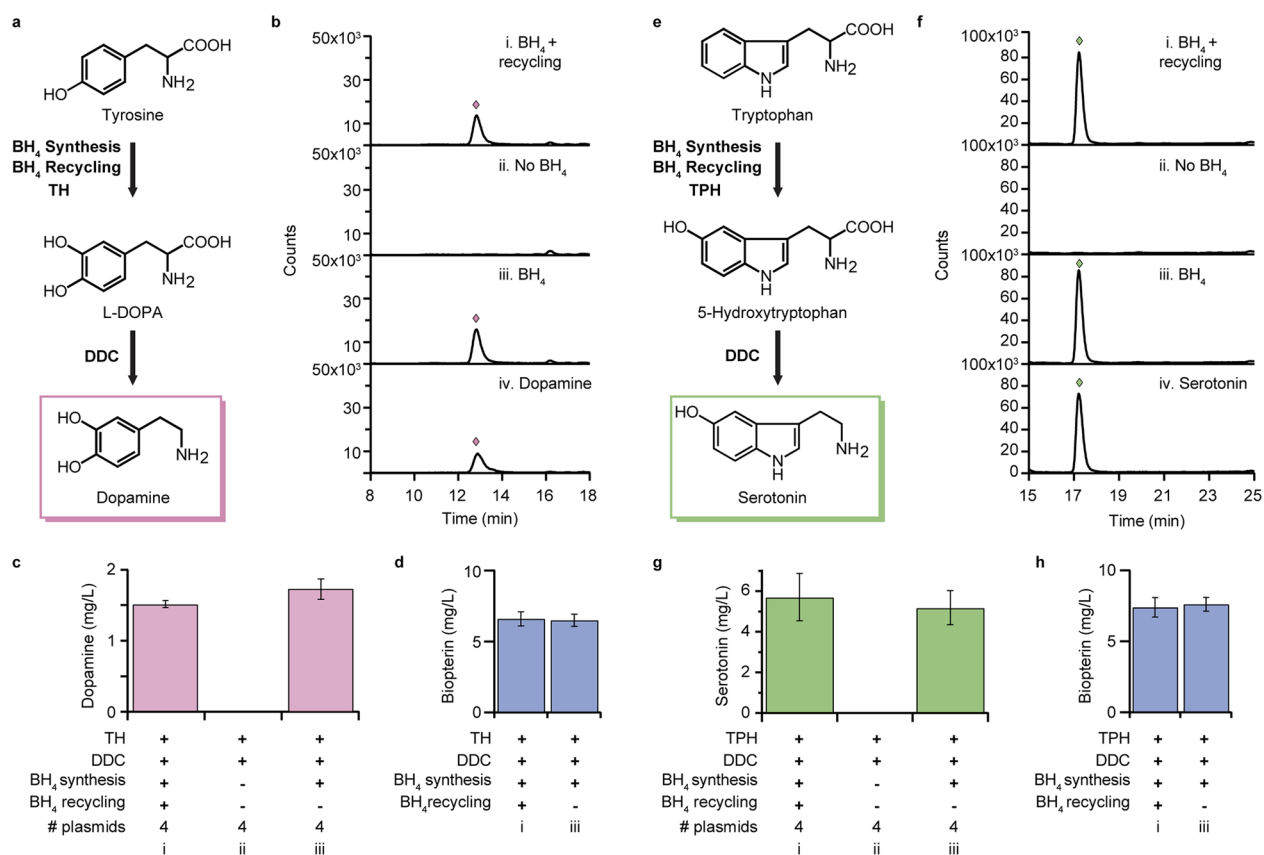 a
COOH
NH2
HO
Tyrosine
BH4 Synthesis
BH4 Recycling
TH
HO
COOH
HO
NH2
L-DOPA
DDC
HO
HO
NH2
Dopamine
b
50x10³
30
10
i. BH4 +
recycling
50x10³
30
10
ii. No BH4
50x10³
30
10
iii. BH4
50x10³
30
10
iv. Dopamine
Counts
8 10 12 14 16 18
Time (min)
e
COOH
NH2
N
H
Tryptophan
BH4 Synthesis
BH4 Recycling
TPH
HO
COOH
NH2
N
H
5-Hydroxytryptophan
DDC
HO
NH2
N
H
Serotonin
f
100x10³
80
60
40
20
i. BH4 +
recycling
100x10³
80
60
40
20
ii. No BH4
100x10³
80
60
40
20
iii. BH4
100x10³
80
60
40
20
0
iv. Serotonin
Counts
15 17 19 21 23 25
Time (min)
c
Dopamine (mg/L)
2
1
0
TH + + +
DDC + + +
BH4 synthesis + - +
BH4 recycling + - -
# plasmids 4 4 4
i ii iii
d
Biopterin (mg/L)
10
5
0
TH + +
DDC + +
BH4 synthesis + +
BH4recycling + -
i iii
g
Serotonin (mg/L)
6
4
2
0
TPH + + +
DDC + + +
BH4 synthesis + - +
BH4 recycling + - -
# plasmids 4 4 4
i ii iii
h
Biopterin (mg/L)
10
5
0
TPH + +
DDC + +
BH4 synthesis + +
BH4 recycling + -
i iii